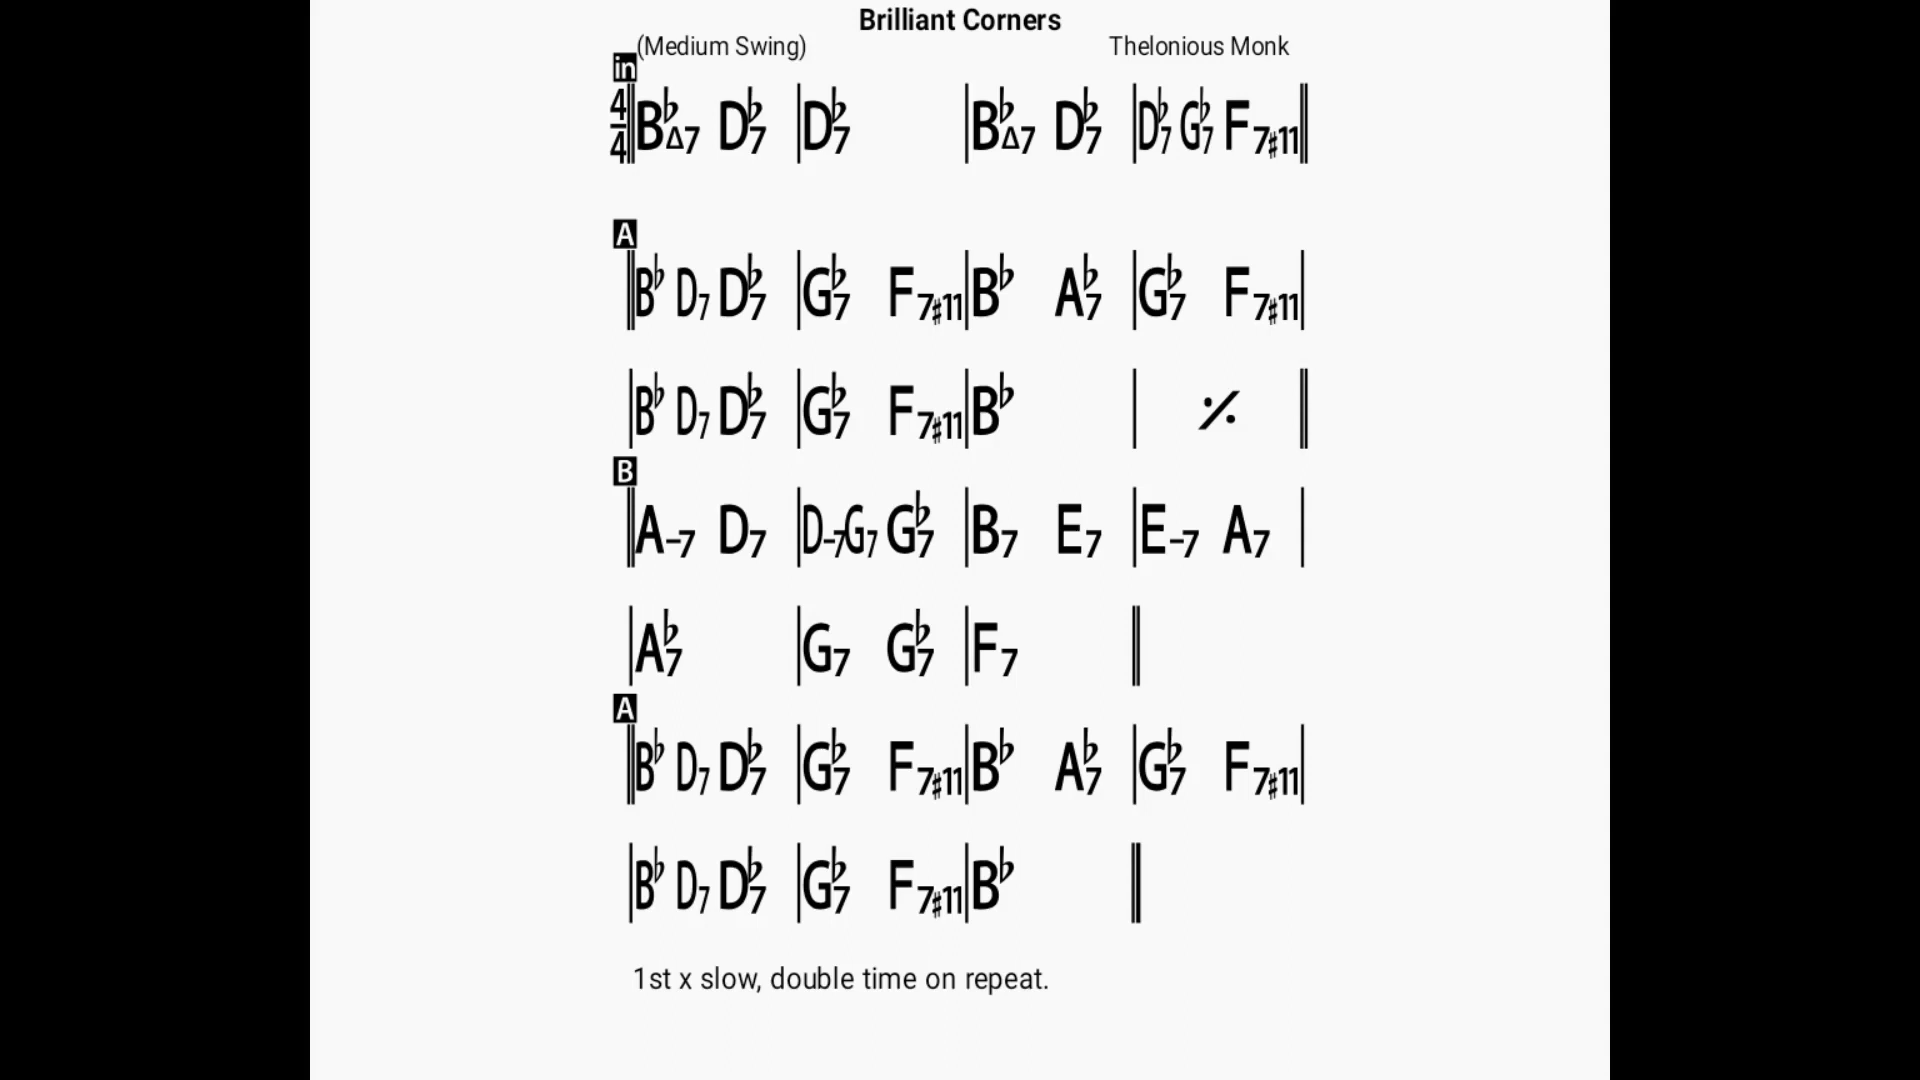 Brilliant Corners
(Medium Swing) Thelonious Monk
in
4/4 B♭Δ7 D♭7 | D♭7 | B♭Δ7 D♭7 | D♭7 G♭7 F7♯11
A
B♭ D7 D♭7 | G♭7 F7♯11 | B♭ A♭7 | G♭7 F7♯11 |
| B♭ D7 D♭7 | G♭7 F7♯11 | B♭ | 𝄎
B
A–7 D7 | D–7 G7 G♭7 | B7 E7 | E–7 A7 |
| A♭7 | G7 G♭7 | F7
A
B♭ D7 D♭7 | G♭7 F7♯11 | B♭ A♭7 | G♭7 F7♯11 |
| B♭ D7 D♭7 | G♭7 F7♯11 | B♭
1st x slow, double time on repeat.